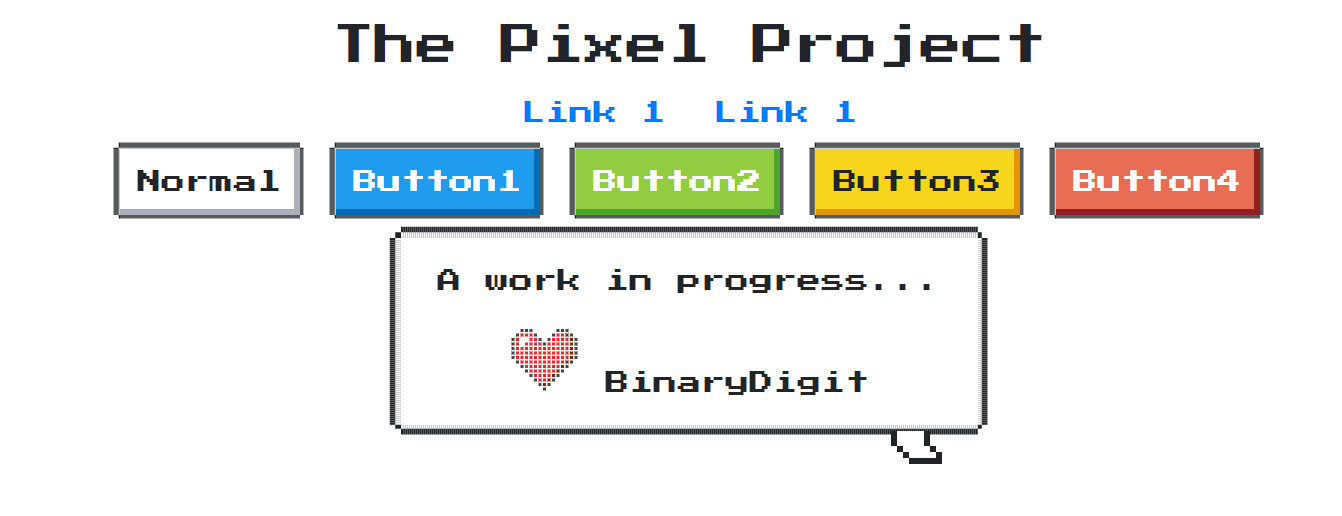 The Pixel Project
Link 1 Link 1
Normal Button1 Button2 Button3 Button4
A work in progress...
BinaryDigit